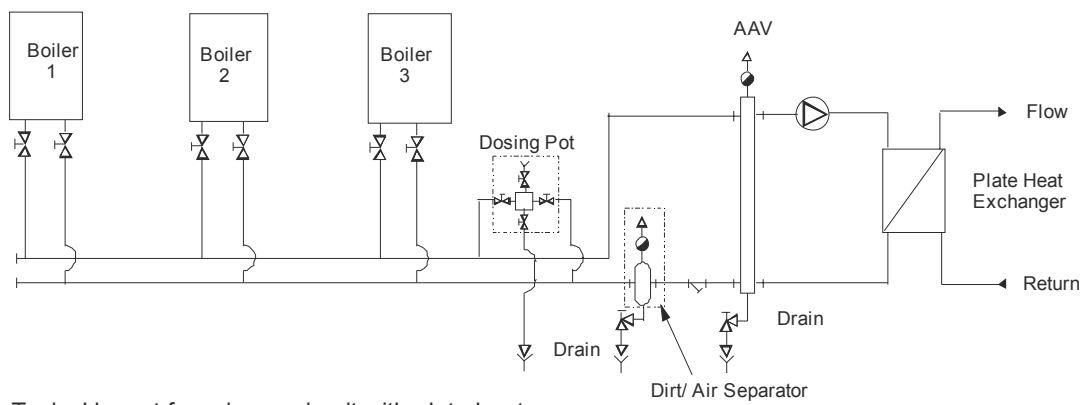 Boiler
1
Boiler
2
Boiler
3
AAV
Dosing Pot
Flow
Plate Heat
Exchanger
Return
Drain
Drain
Dirt/ Air Separator